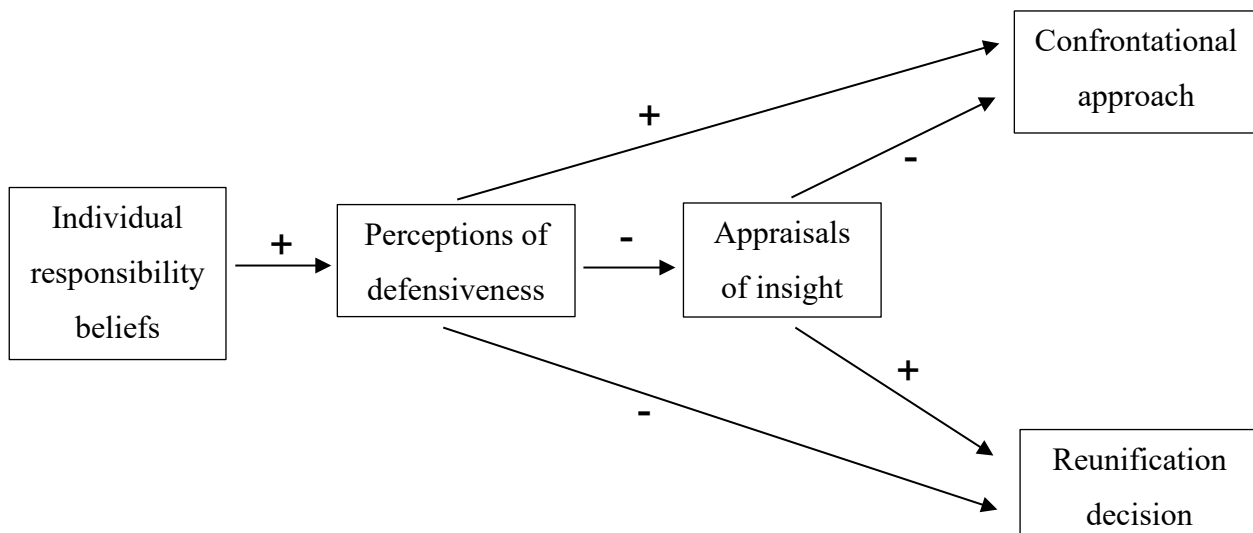 Confrontational
approach
+
-
Individual
responsibility
beliefs
+
Perceptions of
defensiveness
-
Appraisals
of insight
+
-
Reunification
decision